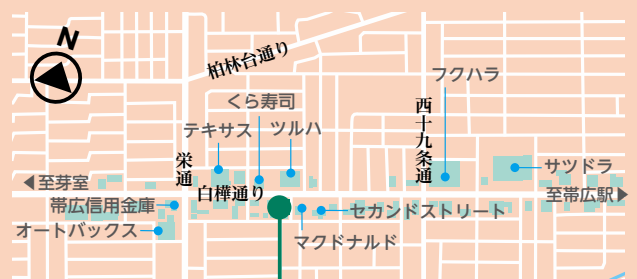 N
柏林台通り
フクハラ
くら寿司
西十九条通
テキサス
ツルハ
栄通
サツドラ
◀至芽室
白樺通り
至帯広駅▶
帯広信用金庫
セカンドストリート
オートバックス
マクドナルド